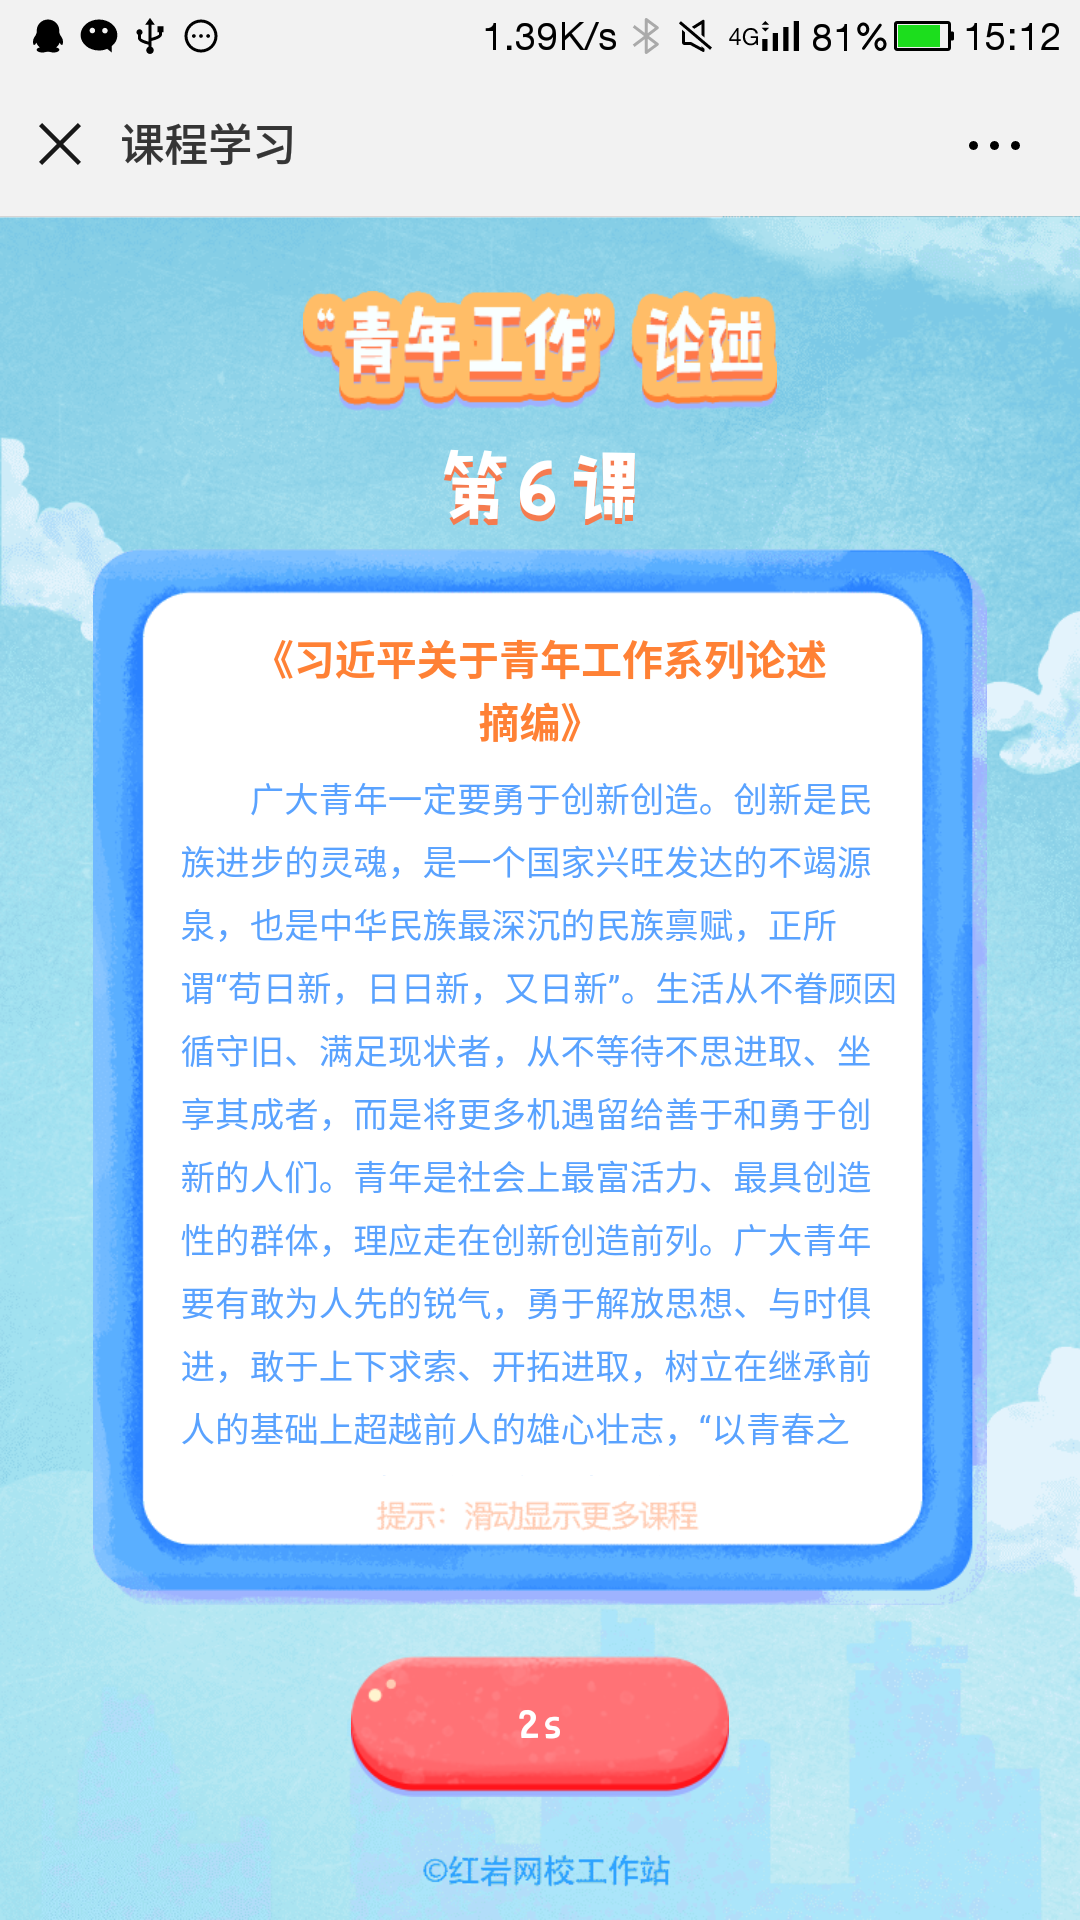 1.39K/s 4G 81% 15:12
课程学习
“青年工作” 论述
第6课
《习近平关于青年工作系列论述
摘编》
广大青年一定要勇于创新创造。创新是民
族进步的灵魂，是一个国家兴旺发达的不竭源
泉，也是中华民族最深沉的民族禀赋，正所
谓“苟日新，日日新，又日新”。生活从不眷顾因
循守旧、满足现状者，从不等待不思进取、坐
享其成者，而是将更多机遇留给善于和勇于创
新的人们。青年是社会上最富活力、最具创造
性的群体，理应走在创新创造前列。广大青年
要有敢为人先的锐气，勇于解放思想、与时俱
进，敢于上下求索、开拓进取，树立在继承前
人的基础上超越前人的雄心壮志，“以青春之
提示：滑动显示更多课程
2s
©红岩网校工作站